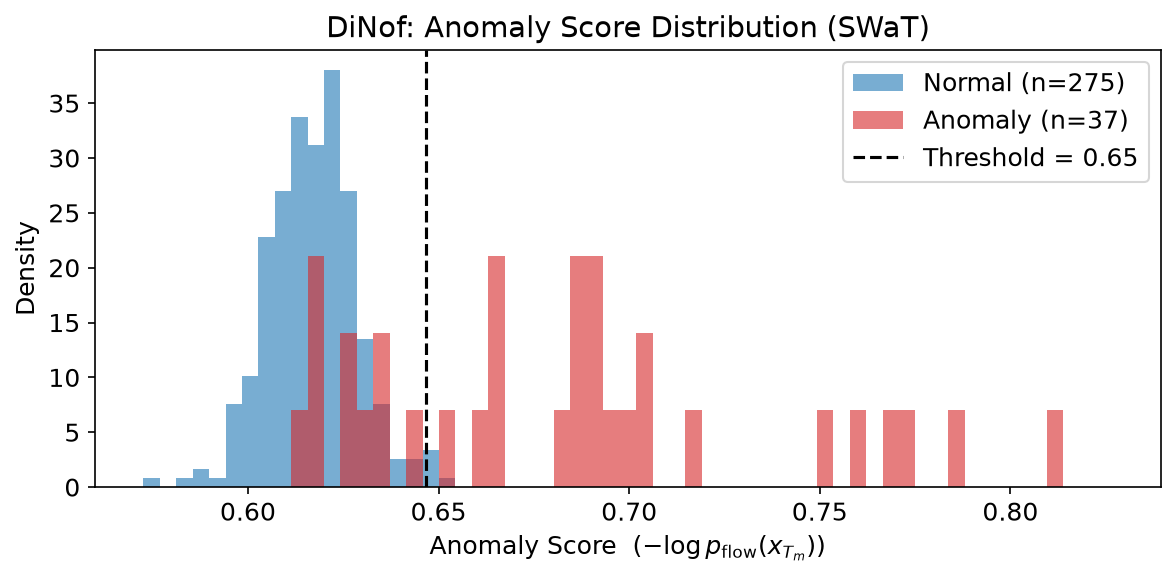 DiNof: Anomaly Score Distribution (SWaT)
Normal (n=275)
Anomaly (n=37)
Threshold = 0.65
Density
35
30
25
20
15
10
5
0
0.60 0.65 0.70 0.75 0.80
Anomaly Score (−log p_flow(x_{T_m}))